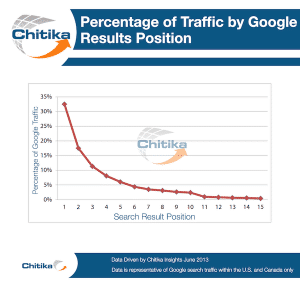 Chitika
Percentage of Traffic by Google
Results Position
Percentage of Google Traffic
35%
30%
25%
20%
15%
10%
5%
0%
Chitika
1 2 3 4 5 6 7 8 9 10 11 12 13 14 15
Search Result Position
Chitika
Data Driven by Chitika Insights June 2013
Data is representative of Google search traffic within the U.S. and Canada only